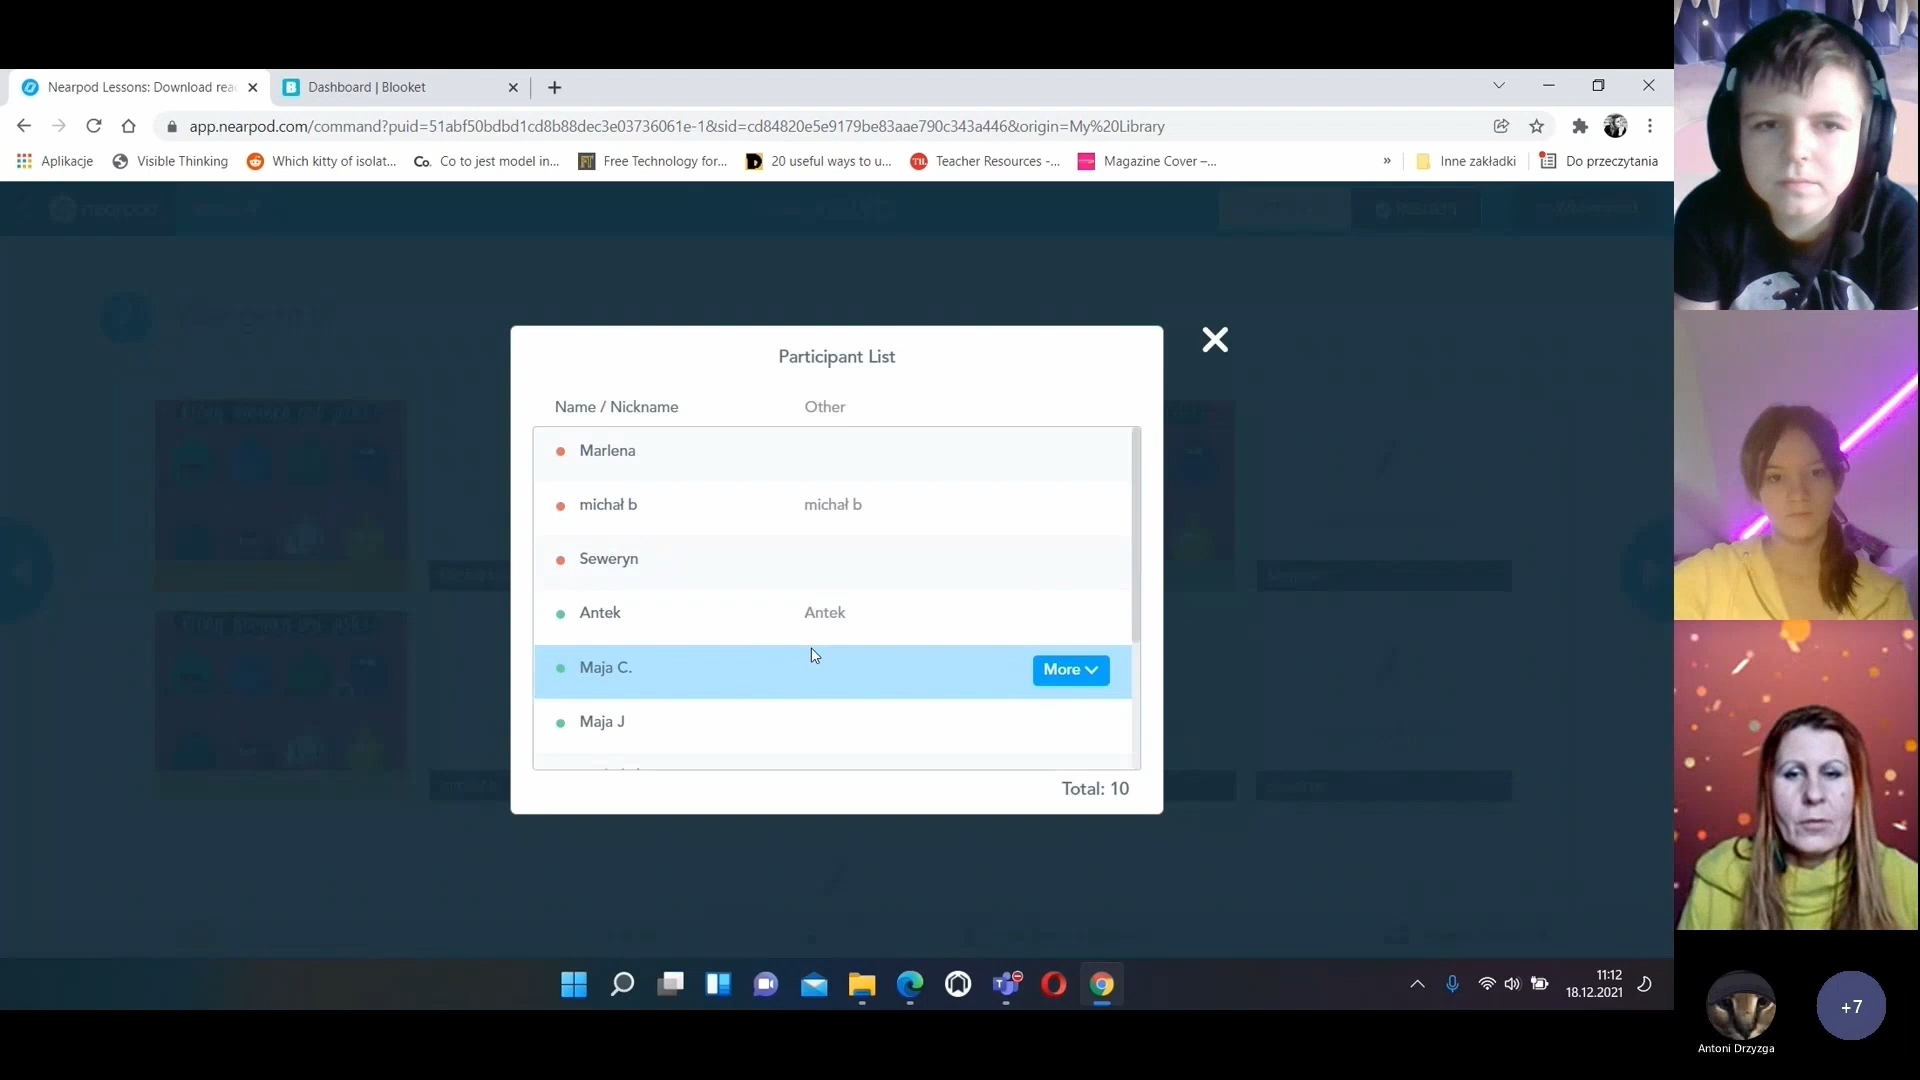 Nearpod Lessons: Download rea
Dashboard | Blooket
app.nearpod.com/command?puid=51abf50bdbd1cd8b88dec3e03736061e-1&sid=cd84820e5e9179be83aae790c343a446&origin=My%20Library
Aplikacje
Visible Thinking
Which kitty of isolat...
Co. Co to jest model in...
Free Technology for...
20 useful ways to u...
Teacher Resources -...
Magazine Cover –...
»
Inne zakładki
Do przeczytania
nearpod
Participant List
Name / Nickname
Other
Marlena
michał b michał b
Seweryn
Antek Antek
Maja C. More
Maja J
Total: 10
11:12
18.12.2021
+7
Antoni Drzyzga